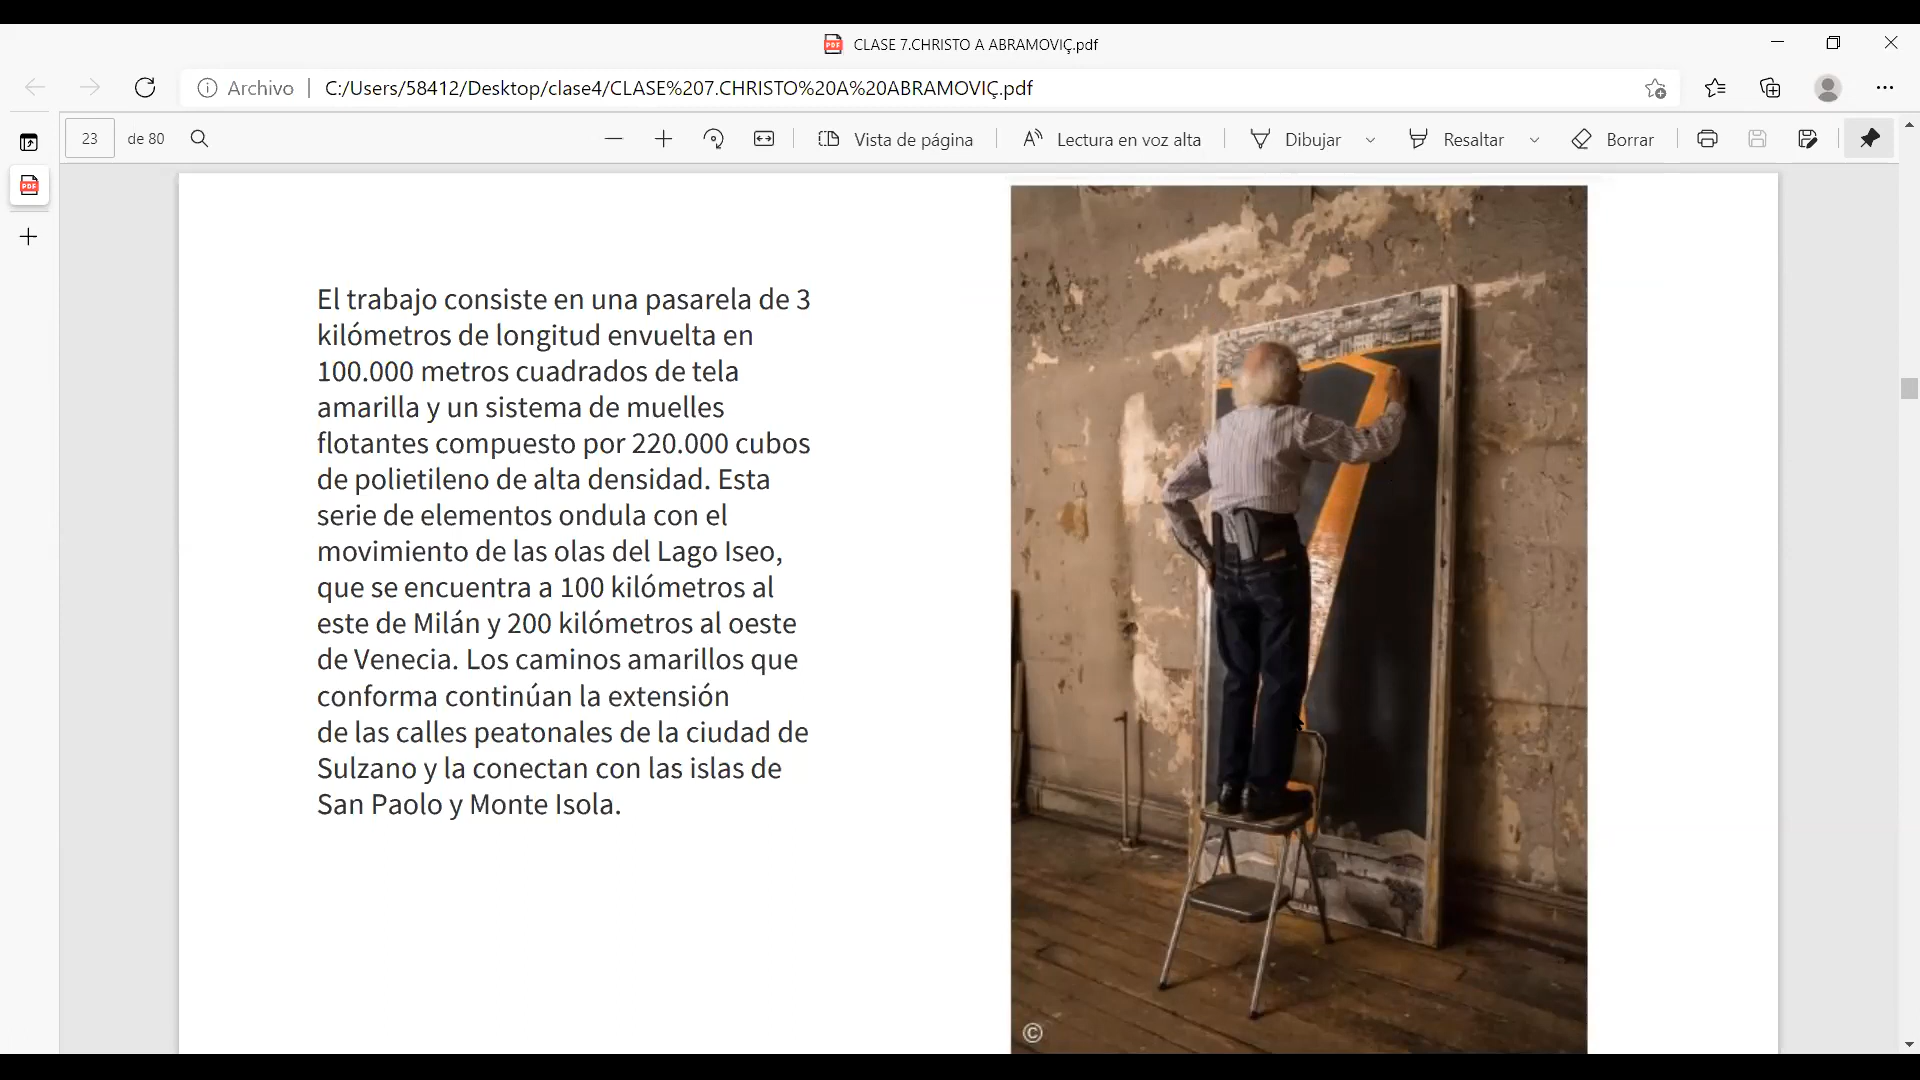 CLASE 7.CHRISTO A ABRAMOVIÇ.pdf
Archivo
C:/Users/58412/Desktop/clase4/CLASE%207.CHRISTO%20A%20ABRAMOVIÇ.pdf
23 de 80
Vista de página
Lectura en voz alta
Dibujar
Resaltar
Borrar
El trabajo consiste en una pasarela de 3
kilómetros de longitud envuelta en
100.000 metros cuadrados de tela
amarilla y un sistema de muelles
flotantes compuesto por 220.000 cubos
de polietileno de alta densidad. Esta
serie de elementos ondula con el
movimiento de las olas del Lago Iseo,
que se encuentra a 100 kilómetros al
este de Milán y 200 kilómetros al oeste
de Venecia. Los caminos amarillos que
conforma continúan la extensión
de las calles peatonales de la ciudad de
Sulzano y la conectan con las islas de
San Paolo y Monte Isola.
©